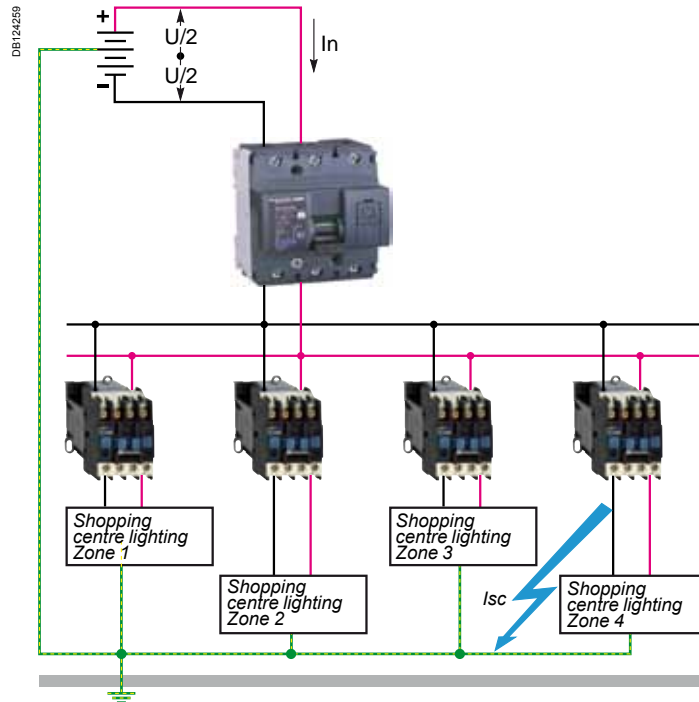 DB124259
+
U/2
U/2
-
In
Shopping
centre lighting
Zone 1
Shopping
centre lighting
Zone 2
Shopping
centre lighting
Zone 3
Isc
Shopping
centre lighting
Zone 4